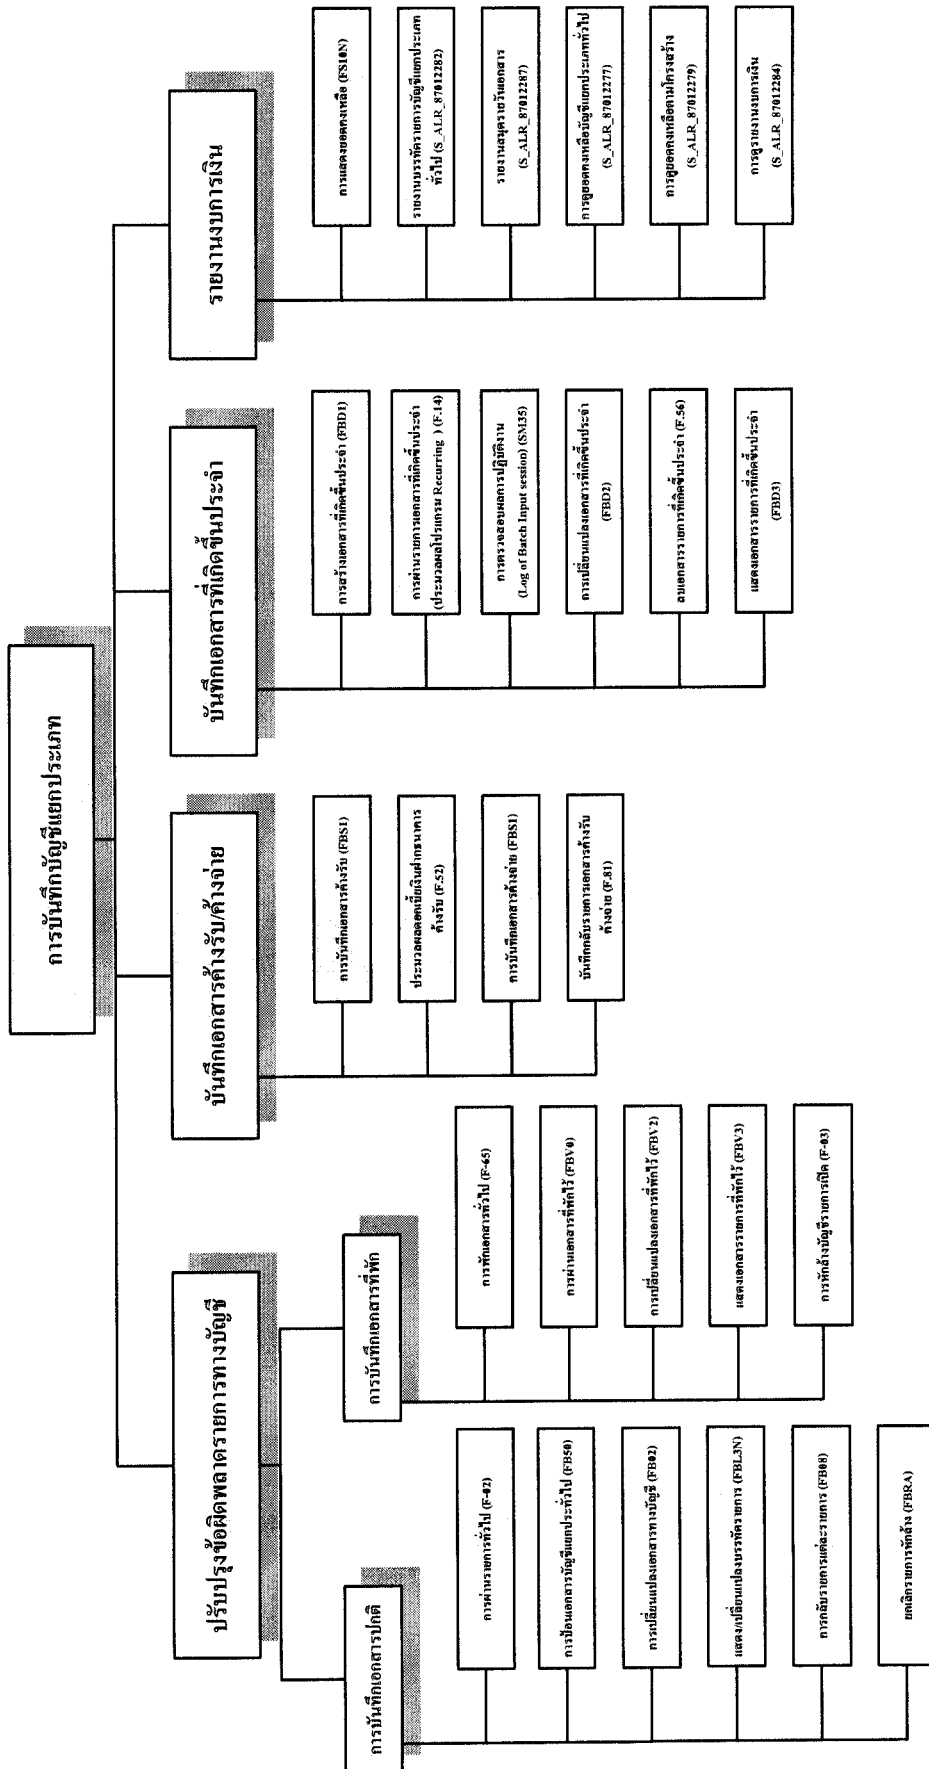 การบันทึกบัญชีแยกประเภท
ปรับปรุงข้อผิดพลาดรายการทางบัญชี
การบันทึกเอกสารปกติ
การผ่านรายการทั่วไป (F-02)
การป้อนเอกสารบัญชีแยกประทั่วไป (FB50)
การเปลี่ยนแปลงเอกสารทางบัญชี (FB02)
แสดง/เปลี่ยนแปลงบรรทัดรายการ (FBL3N)
การกลับรายการแต่ละรายการ (FB08)
ยกเลิกรายการหักล้าง (FBRA)
การบันทึกเอกสารที่พัก
การพักเอกสารทั่วไป (F-65)
การผ่านเอกสารที่พักไว้ (FBV0)
การเปลี่ยนแปลงเอกสารที่พักไว้ (FBV2)
แสดงเอกสารรายการที่พักไว้ (FBV3)
การหักล้างบัญชีรายการเปิด (F-03)
บันทึกเอกสารค้างรับ/ค้างจ่าย
การบันทึกเอกสารค้างรับ (FBS1)
ประมวลผลดอกเบี้ยเงินฝากธนาคาร
ค้างรับ (F.52)
การบันทึกเอกสารค้างจ่าย (FBS1)
บันทึกกลับรายการเอกสารค้างรับ
ค้างจ่าย (F.81)
บันทึกเอกสารที่เกิดขึ้นประจำ
การสร้างเอกสารที่เกิดขึ้นประจำ (FBD1)
การผ่านรายการเอกสารที่เกิดขึ้นประจำ
(ประมวลผลโปรแกรม Recurring ) (F.14)
การตรวจสอบผลการปฏิบัติงาน
(Log of Batch Input session) (SM35)
การเปลี่ยนแปลงเอกสารที่เกิดขึ้นประจำ
(FBD2)
ลบเอกสารรายการที่เกิดขึ้นประจำ (F.56)
แสดงเอกสารรายการที่เกิดขึ้นประจำ
(FBD3)
รายงานงบการเงิน
การแสดงยอดคงเหลือ (FS10N)
รายงานบรรทัดรายการบัญชีแยกประเภท
ทั่วไป (S_ALR_87012282)
รายงานสมุดรายวันเอกสาร
(S_ALR_87012287)
การดูยอดคงเหลือบัญชีแยกประเภททั่วไป
(S_ALR_87012277)
การดูยอดคงเหลือตามโครงสร้าง
(S_ALR_87012279)
การดูรายงานงบการเงิน
(S_ALR_87012284)